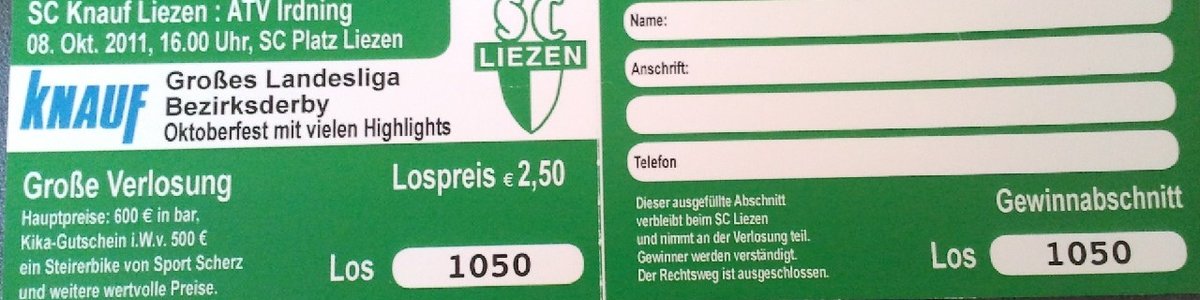 SC Knauf Liezen : ATV Irdning
08. Okt. 2011, 16.00 Uhr, SC Platz Liezen
SC
LIEZEN
KNAUF
Großes Landesliga
Bezirksderby
Oktoberfest mit vielen Highlights
Große Verlosung
Lospreis € 2,50
Hauptpreise: 600 € in bar,
Kika-Gutschein i.W.v. 500 €
ein Steirerbike von Sport Scherz
und weitere wertvolle Preise.
Los 1050
Name:
Anschrift:
Telefon
Dieser ausgefüllte Abschnitt
verbleibt beim SC Liezen
und nimmt an der Verlosung teil.
Gewinner werden verständigt.
Der Rechtsweg ist ausgeschlossen.
Gewinnabschnitt
Los 1050